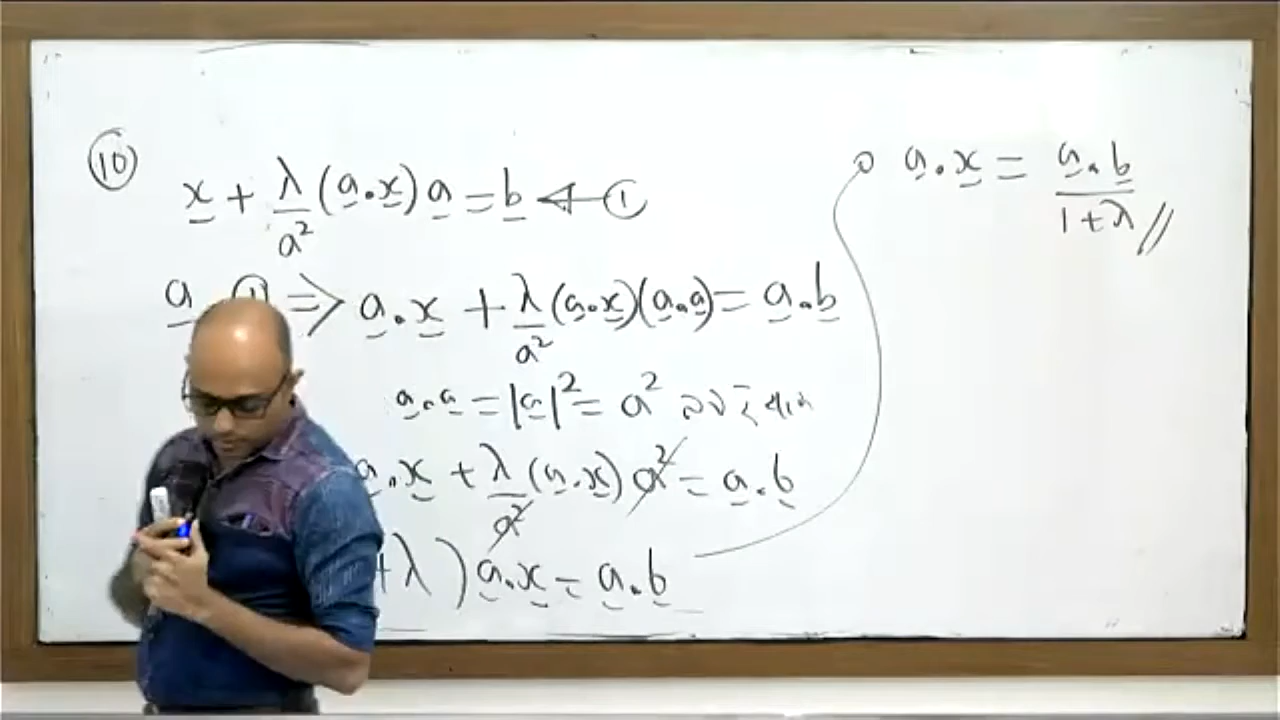 ⑩
x̲ + λ/a² (a̲.x̲) a̲ = b̲ ← ①
a̲ ① ⇒ a̲.x̲ + λ/a² (a̲.x̲)(a̲.a̲) = a̲.b̲
a̲.a̲ = |a̲|² = a²
a̲.x̲ + λ/a² (a̲.x̲) a² = a̲.b̲
+λ) a̲.x̲ = a̲.b̲
a̲.x̲ = a̲.b̲/1+λ //